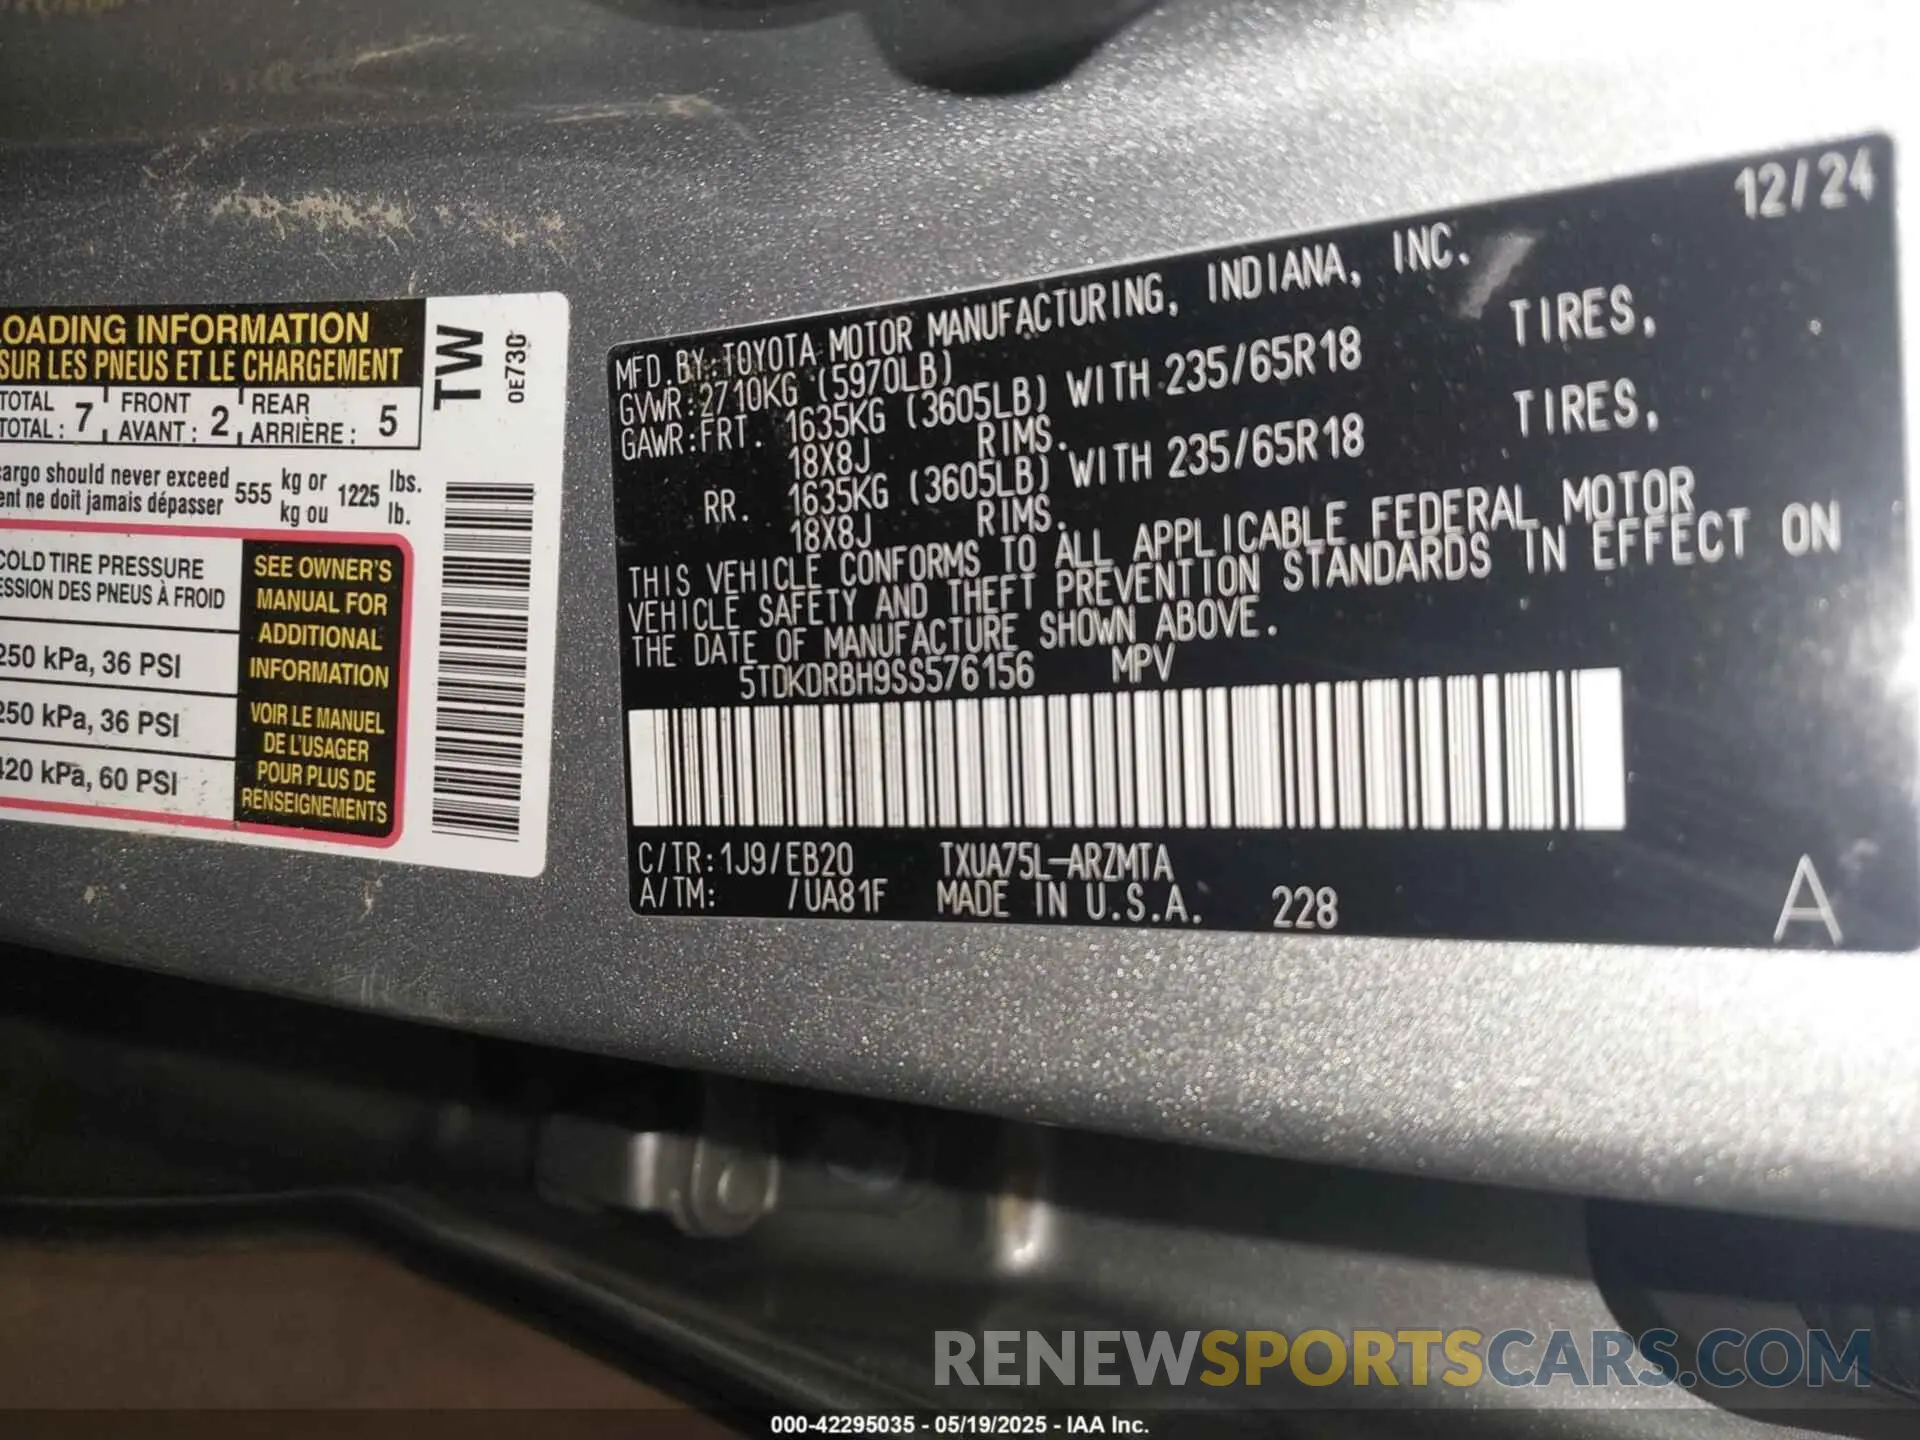 LOADING INFORMATION
SUR LES PNEUS ET LE CHARGEMENT
TOTAL 7 FRONT 2 REAR 5
TOTAL : AVANT : ARRIÈRE :
cargo should never exceed 555 kg or 1225 lbs.
ent ne doit jamais dépasser kg ou lb.
COLD TIRE PRESSURE
ESSION DES PNEUS À FROID
250 kPa, 36 PSI
250 kPa, 36 PSI
420 kPa, 60 PSI
SEE OWNER'S
MANUAL FOR
ADDITIONAL
INFORMATION
VOIR LE MANUEL
DE L'USAGER
POUR PLUS DE
RENSEIGNEMENTS
TW
0E730
12/24
MFD.BY:TOYOTA MOTOR MANUFACTURING, INDIANA, INC.
GVWR:2710KG (5970LB)
GAWR:FRT. 1635KG (3605LB) WITH 235/65R18 TIRES,
18X8J RIMS.
RR. 1635KG (3605LB) WITH 235/65R18 TIRES,
18X8J RIMS.
THIS VEHICLE CONFORMS TO ALL APPLICABLE FEDERAL MOTOR
VEHICLE SAFETY AND THEFT PREVENTION STANDARDS IN EFFECT ON
THE DATE OF MANUFACTURE SHOWN ABOVE.
5TDKDRBH9SS576156 MPV
C/TR:1J9/EB20 TXUA75L-ARZMTA
A/TM: /UA81F MADE IN U.S.A. 228
A
RENEWSPORTSCARS.COM
000-42295035 - 05/19/2025 - IAA Inc.